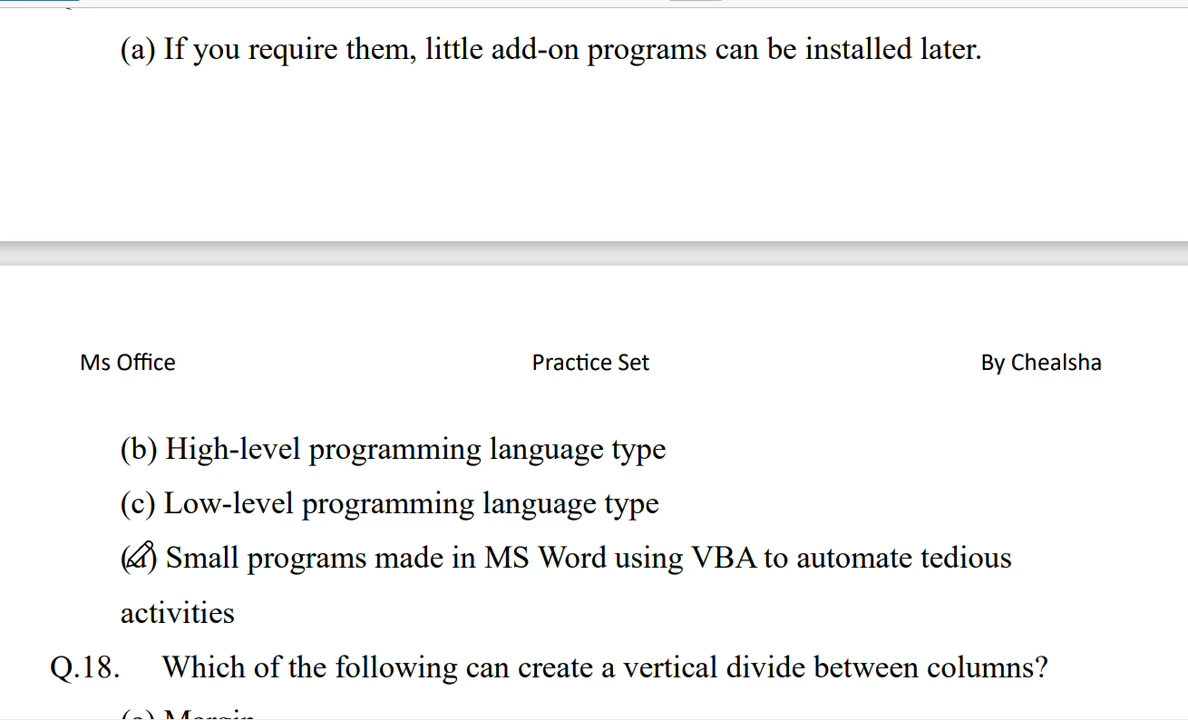 (a) If you require them, little add-on programs can be installed later.
Ms Office Practice Set By Chealsha
(b) High-level programming language type
(c) Low-level programming language type
(d) Small programs made in MS Word using VBA to automate tedious
activities
Q.18. Which of the following can create a vertical divide between columns?
(a) Margin